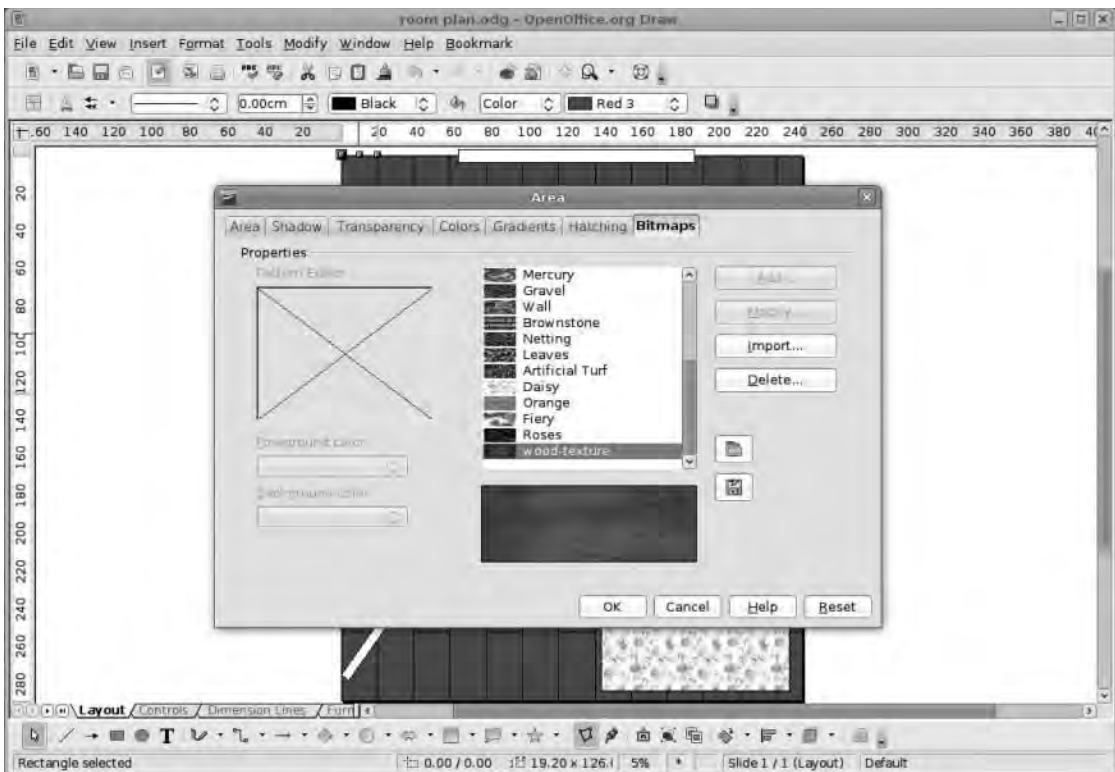 room plan.odg - OpenOffice.org Draw
File Edit View Insert Format Tools Modify Window Help Bookmark
0.00cm Black Color Red 3
60 140 120 100 80 60 40 20 20 40 60 80 100 120 140 160 180 200 220 240 260 280 300 320 340 360 380
Area
Area Shadow Transparency Colors Gradients Hatching Bitmaps
Properties
Pattern Editor
Mercury
Gravel
Wall
Brownstone
Netting
Leaves
Artificial Turf
Daisy
Orange
Fiery
Roses
wood-texture
Add...
Modify...
Import...
Delete...
Foreground color
Background color
OK Cancel Help Reset
20
40
60
80
100
120
140
160
180
200
220
240
260
280
Layout Controls Dimension Lines
Rectangle selected 0.00 / 0.00 5% * Slide 1 / 1 (Layout) Default